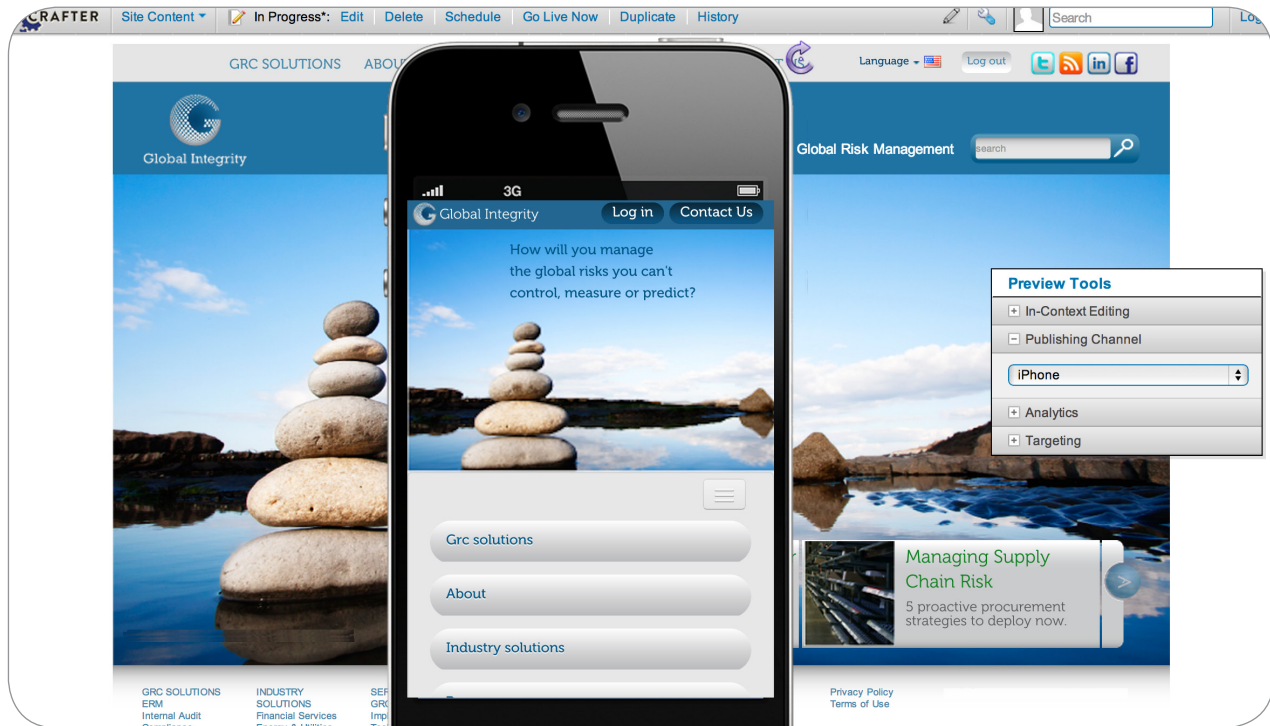 CRAFTER
Site Content
In Progress*: Edit Delete Schedule Go Live Now Duplicate History
Search
GRC SOLUTIONS
Language
Log out
Global Integrity
Global Risk Management
search
3G
Global Integrity
Log in
Contact Us
How will you manage
the global risks you can't
control, measure or predict?
Preview Tools
In-Context Editing
Publishing Channel
iPhone
Analytics
Targeting
Grc solutions
About
Industry solutions
Managing Supply
Chain Risk
5 proactive procurement
strategies to deploy now.
GRC SOLUTIONS
ERM
Internal Audit
INDUSTRY
SOLUTIONS
Financial Services
Privacy Policy
Terms of Use